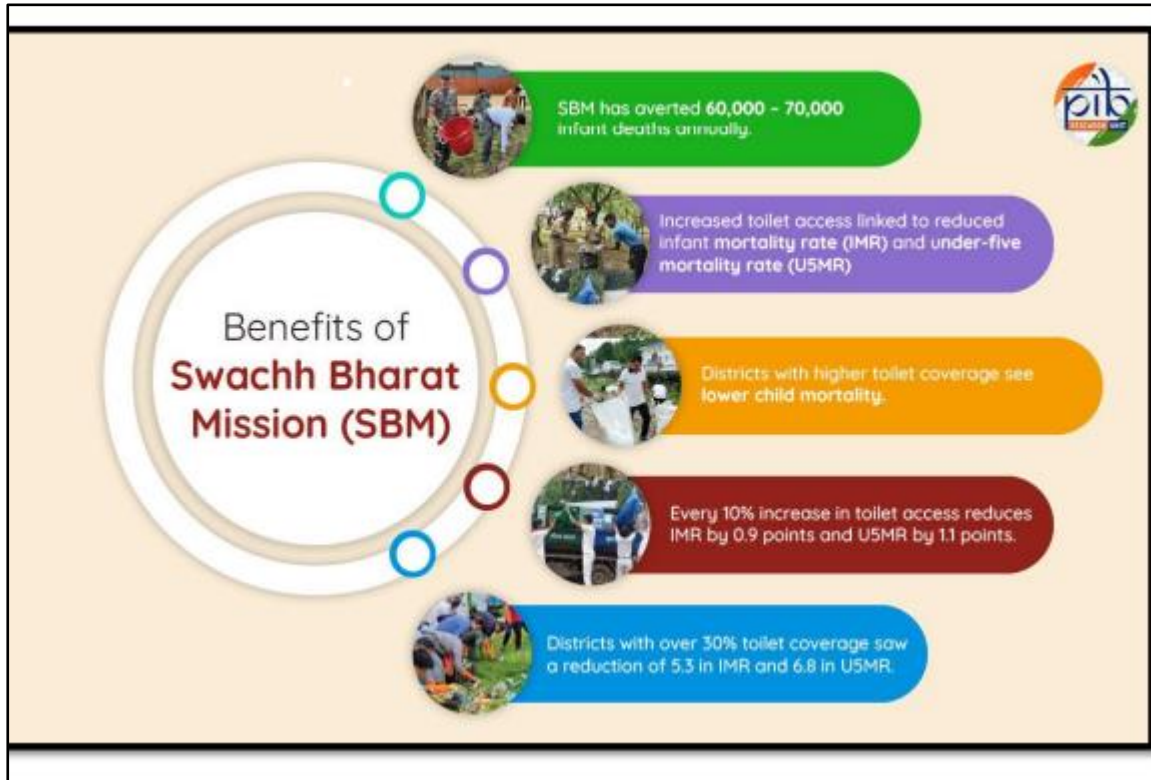 Benefits of
Swachh Bharat
Mission (SBM)
SBM has averted 60,000 – 70,000
infant deaths annually.
Increased toilet access linked to reduced
infant mortality rate (IMR) and under-five
mortality rate (U5MR)
Districts with higher toilet coverage see
lower child mortality.
Every 10% increase in toilet access reduces
IMR by 0.9 points and U5MR by 1.1 points.
Districts with over 30% toilet coverage saw
a reduction of 5.3 in IMR and 6.8 in U5MR.
pib
RESEARCH UNIT